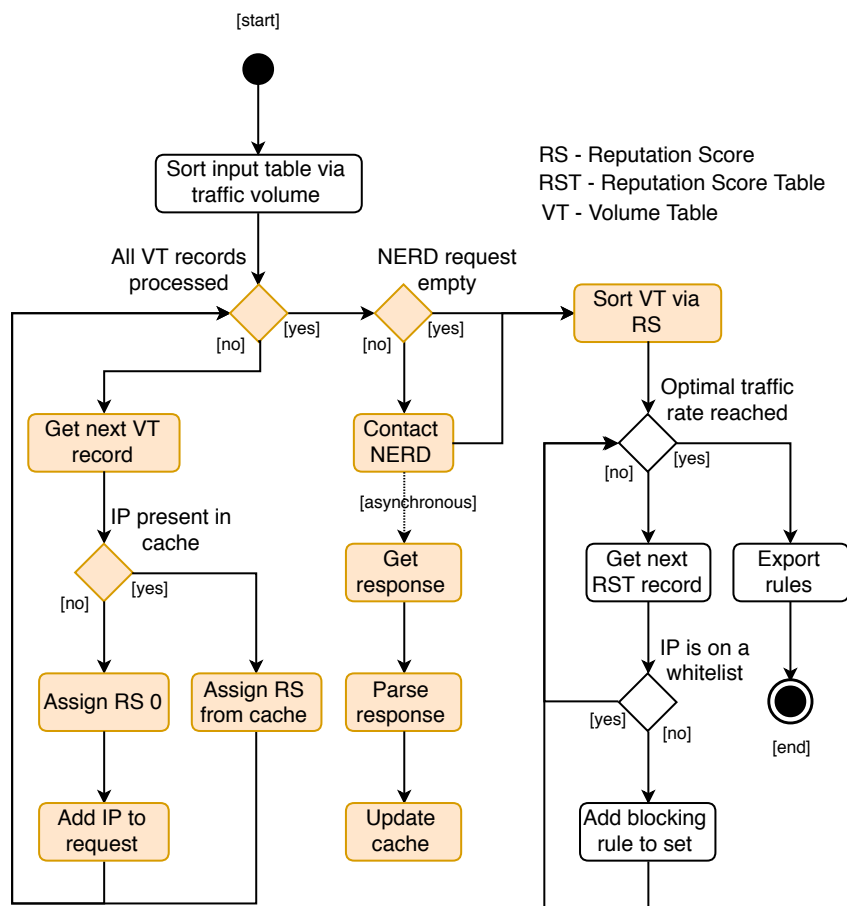 [start]
Sort input table via
traffic volume
RS - Reputation Score
RST - Reputation Score Table
VT - Volume Table
All VT records
processed
NERD request
empty
Sort VT via
RS
[no]
[yes]
[no]
[yes]
Optimal traffic
rate reached
Get next VT
record
Contact
NERD
[no]
[yes]
[asynchronous]
IP present in
cache
Get
response
Get next
RST record
Export
rules
[no]
[yes]
IP is on a
whitelist
Assign RS 0
Assign RS
from cache
Parse
response
[yes]
[no]
[end]
Add IP to
request
Update
cache
Add blocking
rule to set